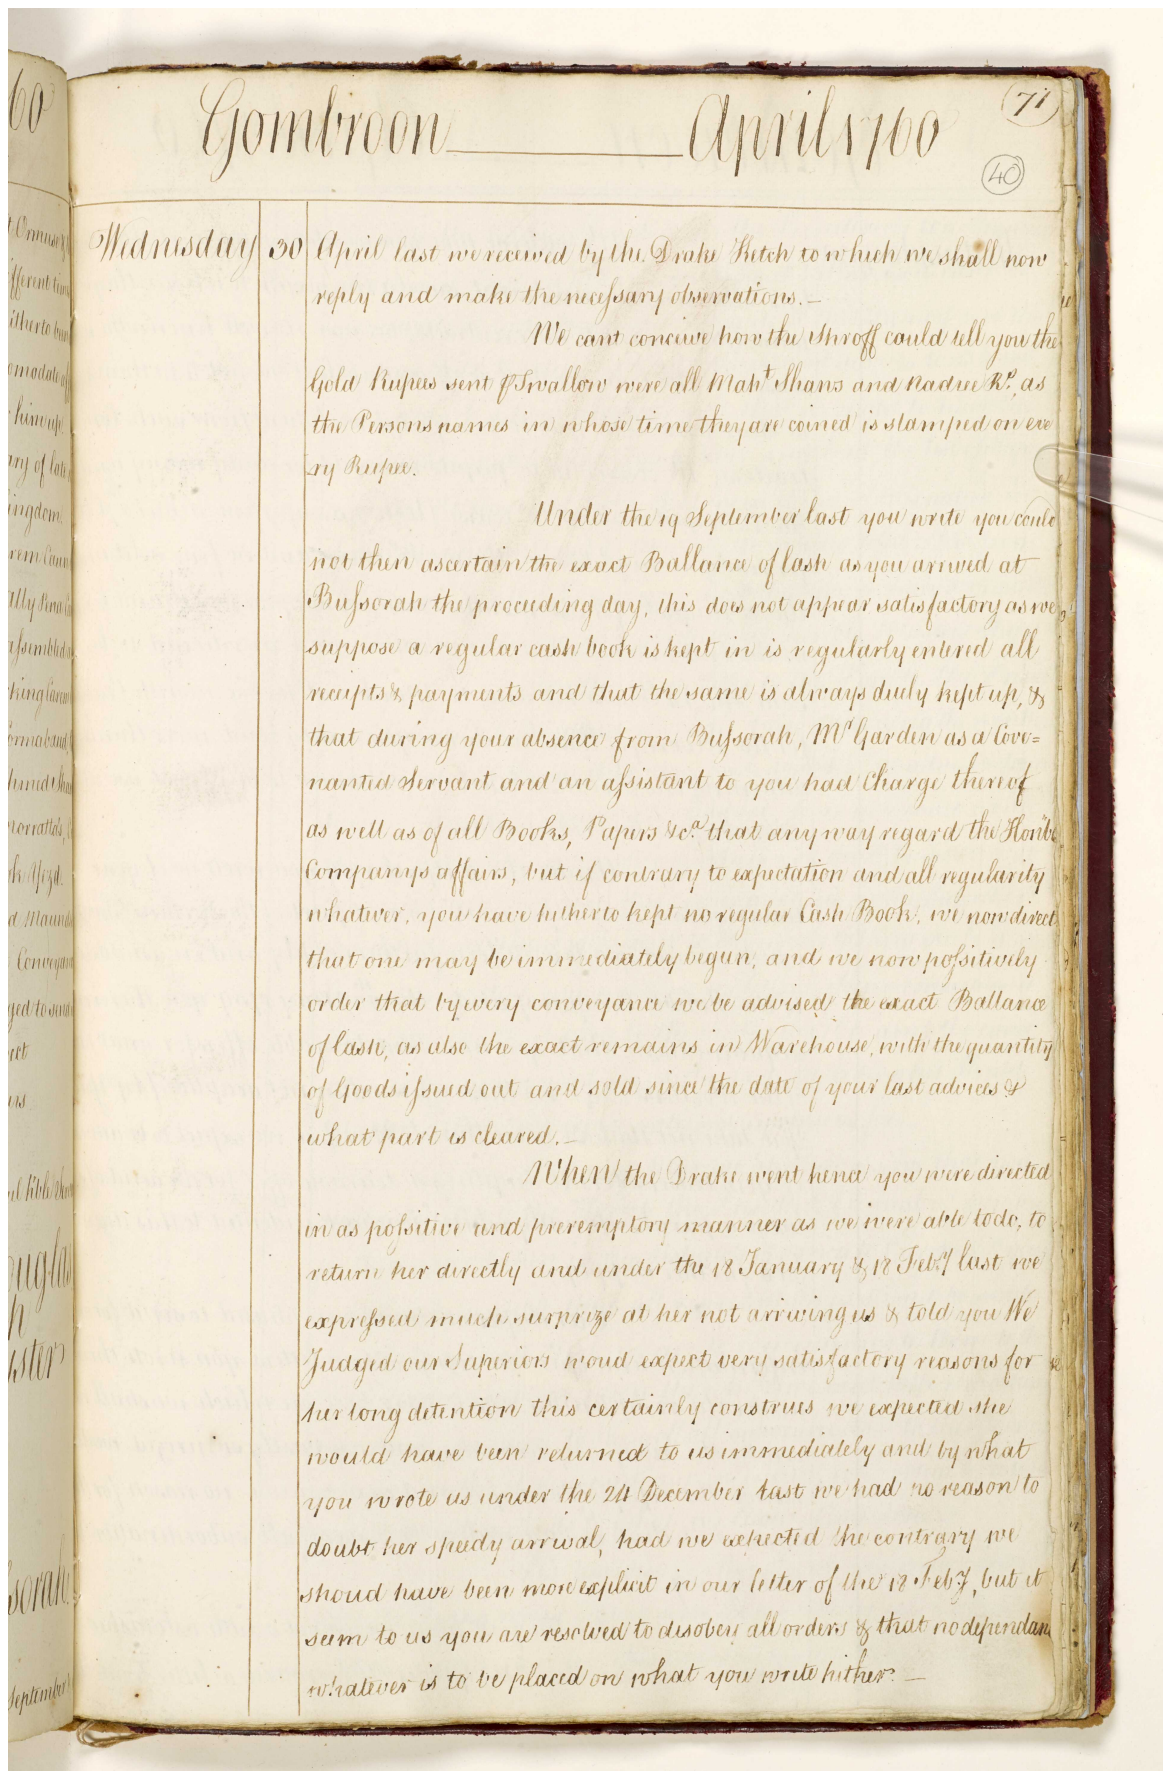 Gombroon April 1760
71
40
Wednesday 30 April last we received by the Drake Ketch to which we shall now
reply and make the necessary observations. —
We cant conceive how the Shroff could tell you the
Gold Rupees sent ⅌ Swallow were all Maht Shans and Nadree Rs., as
the Persons names in whose time they are coined is stamped on eve
ry Rupee.
Under the 19 September last you write you could
not then ascertain the exact Ballance of Cash as you arrived at
Bussorah the preceeding day, this does not appear satisfactory as we
suppose a regular cash book is kept in is regularly entered all
receipts & payments and that the same is always duely kept up, &
that during your absence from Bussorah, Mr Garden as a Cove=
nanted Servant and an assistant to you had Charge thereof
as well as of all Books, Papers &ca. that any way regard the Honble
Companys affairs, but if contrary to expectation and all regularity
whatever, you have hitherto kept no regular Cash Book, we now direct
that one may be immediately begun, and we now possitively
order that by every conveyance we be advised the exact Ballance
of Cash, as also the exact remains in Warehouse, with the quantity
of Goods issued out and sold since the date of your last advices &
what part is cleared. —
When the Drake went hence you were directed
in as possitive and preremptory manner as we were able to do, to
return her directly and under the 18 January & 18 Feby last we
expressed much surprize at her not arriving us & told you We
Judged our Superiors woud expect very satisfactory reasons for
her long detention this certainly construes we expected she
would have been returned to us immediately and by what
you wrote us under the 24 December last we had no reason to
doubt her speedy arrival, had we exhected the contrary we
shoud have been more explicit in our letter of the 18 Feby, but it
seem to us you are resolved to disobey all orders & that no dependan
whatever is to be placed on what you write hither. —